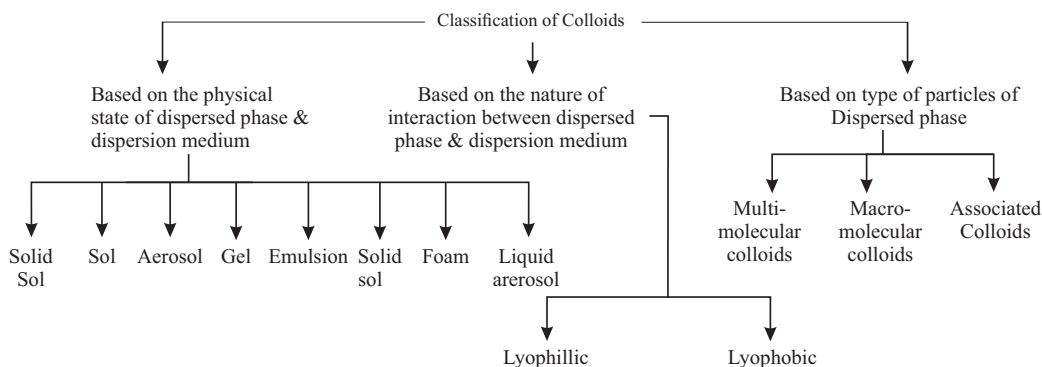 Classification of Colloids
Based on the physical
state of dispersed phase &
dispersion medium
Based on the nature of
interaction between dispersed
phase & dispersion medium
Based on type of particles of
Dispersed phase
Solid
Sol
Sol
Aerosol
Gel
Emulsion
Solid
sol
Foam
Liquid
arerosol
Multi-
molecular
colloids
Macro-
molecular
colloids
Associated
Colloids
Lyophillic
Lyophobic